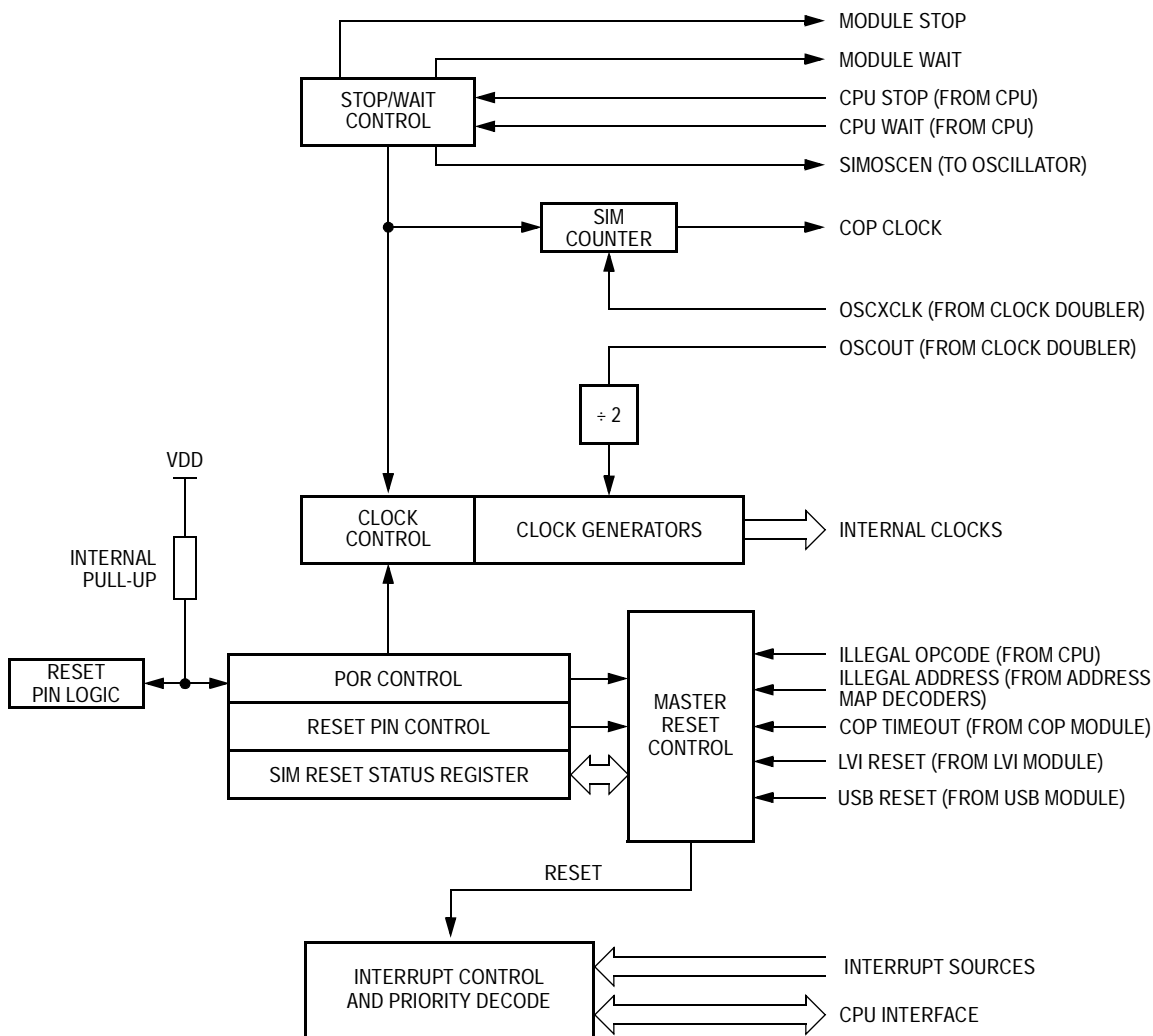 MODULE STOP
MODULE WAIT
STOP/WAIT
CONTROL
CPU STOP (FROM CPU)
CPU WAIT (FROM CPU)
SIMOSCEN (TO OSCILLATOR)
SIM
COUNTER
COP CLOCK
OSCXCLK (FROM CLOCK DOUBLER)
OSCOUT (FROM CLOCK DOUBLER)
÷ 2
VDD
CLOCK
CONTROL
CLOCK GENERATORS
INTERNAL CLOCKS
INTERNAL
PULL-UP
RESET
PIN LOGIC
POR CONTROL
RESET PIN CONTROL
SIM RESET STATUS REGISTER
MASTER
RESET
CONTROL
ILLEGAL OPCODE (FROM CPU)
ILLEGAL ADDRESS (FROM ADDRESS
MAP DECODERS)
COP TIMEOUT (FROM COP MODULE)
LVI RESET (FROM LVI MODULE)
USB RESET (FROM USB MODULE)
RESET
INTERRUPT CONTROL
AND PRIORITY DECODE
INTERRUPT SOURCES
CPU INTERFACE